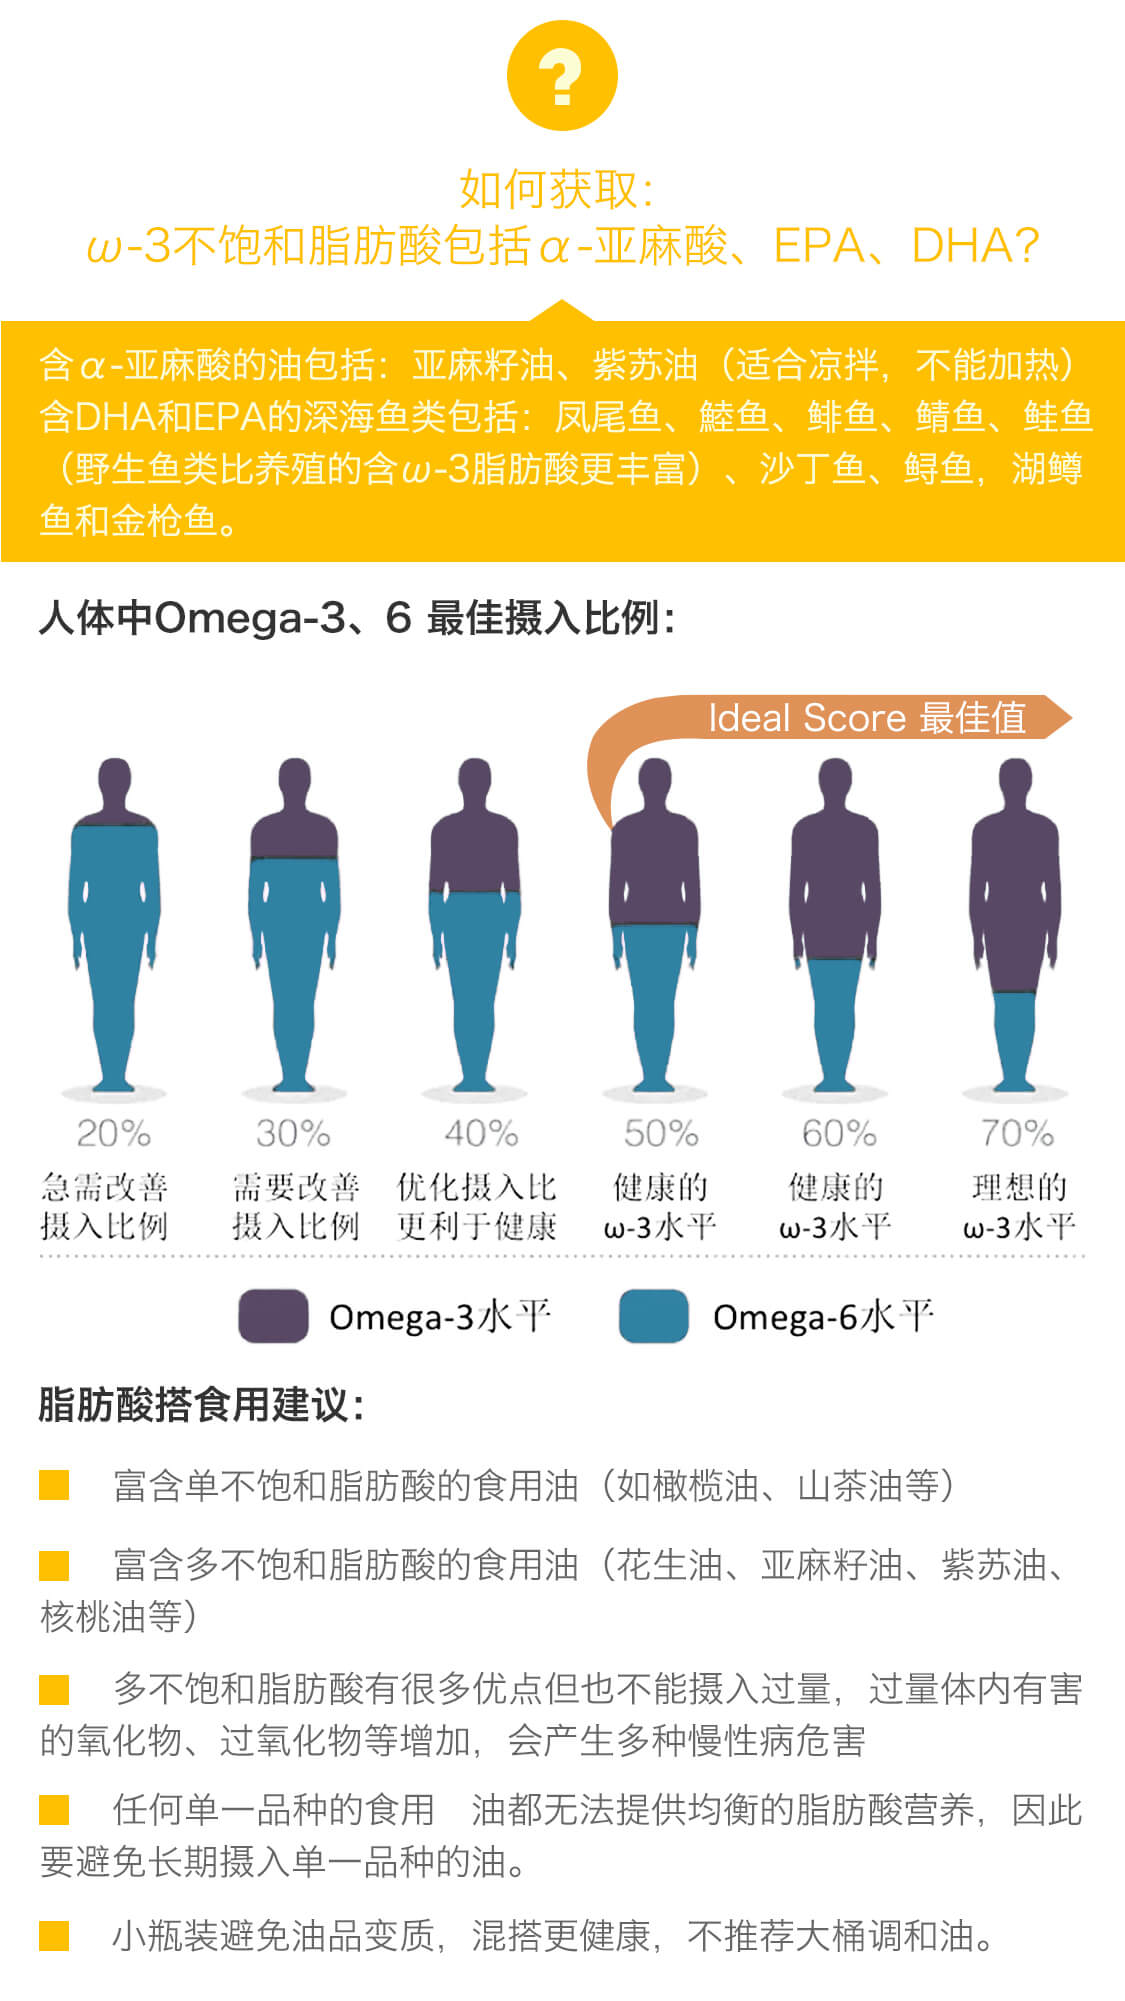 ?
如何获取:
ω-3不饱和脂肪酸包括α-亚麻酸、EPA、DHA?
含α-亚麻酸的油包括:亚麻籽油、紫苏油(适合凉拌,不能加热)
含DHA和EPA的深海鱼类包括:凤尾鱼、鯥鱼、鲱鱼、鲭鱼、鲑鱼
(野生鱼类比养殖的含ω-3脂肪酸更丰富)、沙丁鱼、鲟鱼,湖鳟
鱼和金枪鱼。
人体中Omega-3、6 最佳摄入比例:
Ideal Score 最佳值
20% 30% 40% 50% 60% 70%
急需改善 需要改善 优化摄入比 健康的 健康的 理想的
摄入比例 摄入比例 更利于健康 ω-3水平 ω-3水平 ω-3水平
Omega-3水平 Omega-6水平
脂肪酸搭食用建议:
富含单不饱和脂肪酸的食用油(如橄榄油、山茶油等)
富含多不饱和脂肪酸的食用油(花生油、亚麻籽油、紫苏油、
核桃油等)
多不饱和脂肪酸有很多优点但也不能摄入过量,过量体内有害
的氧化物、过氧化物等增加,会产生多种慢性病危害
任何单一品种的食用 油都无法提供均衡的脂肪酸营养,因此
要避免长期摄入单一品种的油。
小瓶装避免油品变质,混搭更健康,不推荐大桶调和油。